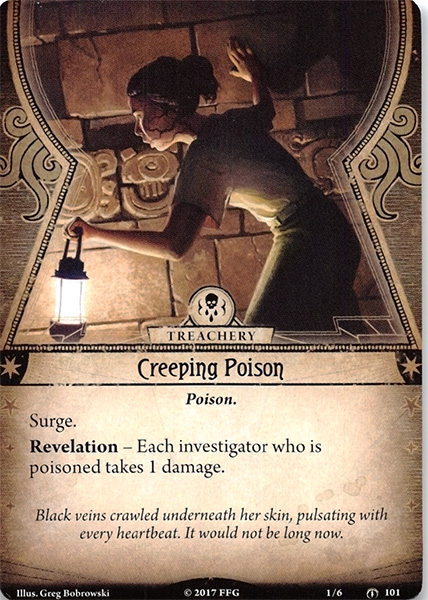 TREACHERY
Creeping Poison
Poison.
Surge.
Revelation – Each investigator who is
poisoned takes 1 damage.
Black veins crawled underneath her skin, pulsating with
every heartbeat. It would not be long now.
Illus. Greg Bobrowski © 2017 FFG 1/6 101